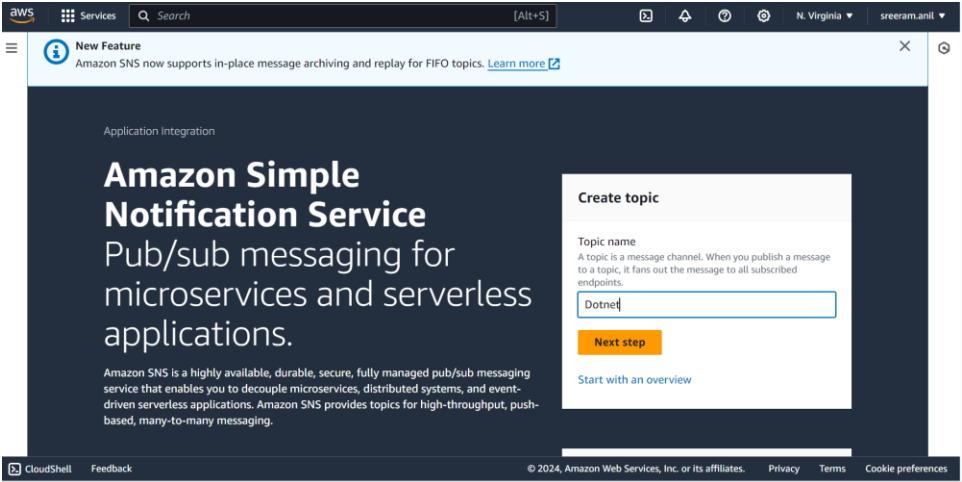 aws Services Search [Alt+S] N. Virginia ▼ sreeram.anil ▼
New Feature
Amazon SNS now supports in-place message archiving and replay for FIFO topics. Learn more
Application Integration
Amazon Simple
Notification Service
Pub/sub messaging for
microservices and serverless
applications.
Amazon SNS is a highly available, durable, secure, fully managed pub/sub messaging
service that enables you to decouple microservices, distributed systems, and event-
driven serverless applications. Amazon SNS provides topics for high-throughput, push-
based, many-to-many messaging.
Create topic
Topic name
A topic is a message channel. When you publish a message
to a topic, it fans out the message to all subscribed
endpoints.
Dotnet
Next step
Start with an overview
CloudShell Feedback © 2024, Amazon Web Services, Inc. or its affiliates. Privacy Terms Cookie preferences